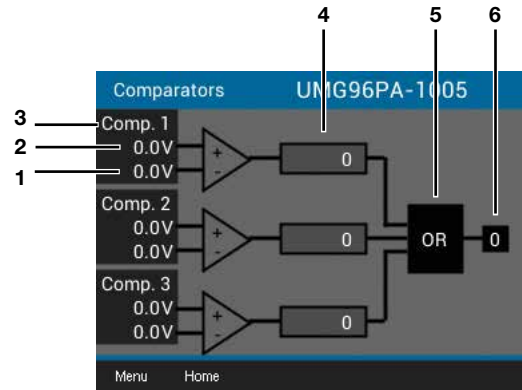 4 5 6
Comparators UMG96PA-1005
3 Comp. 1
2 0.0V +
1 0.0V - 0
Comp. 2
0.0V +
0.0V - 0 OR 0
Comp. 3
0.0V +
0.0V - 0
Menu Home